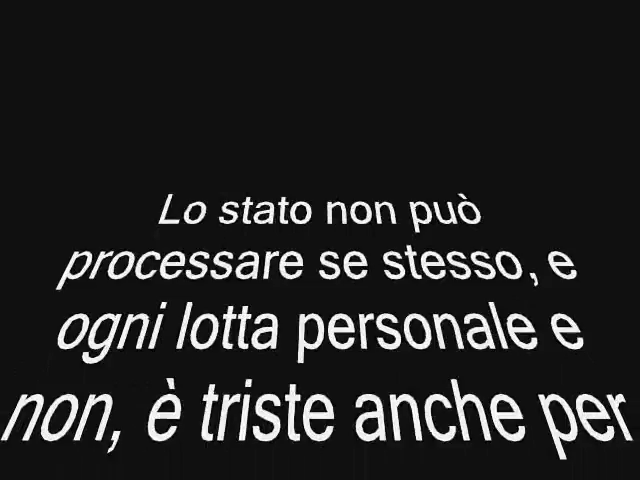 Lo stato non può
processare se stesso, e
ogni lotta personale e
non, è triste anche per